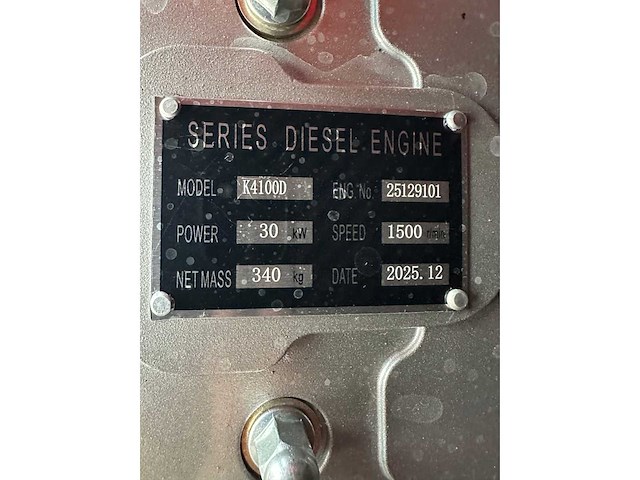 SERIES DIESEL ENGINE
MODEL K4100D ENG.No. 25129101
POWER 30 kW SPEED 1500 r/min
NET MASS 340 kg DATE 2025.12